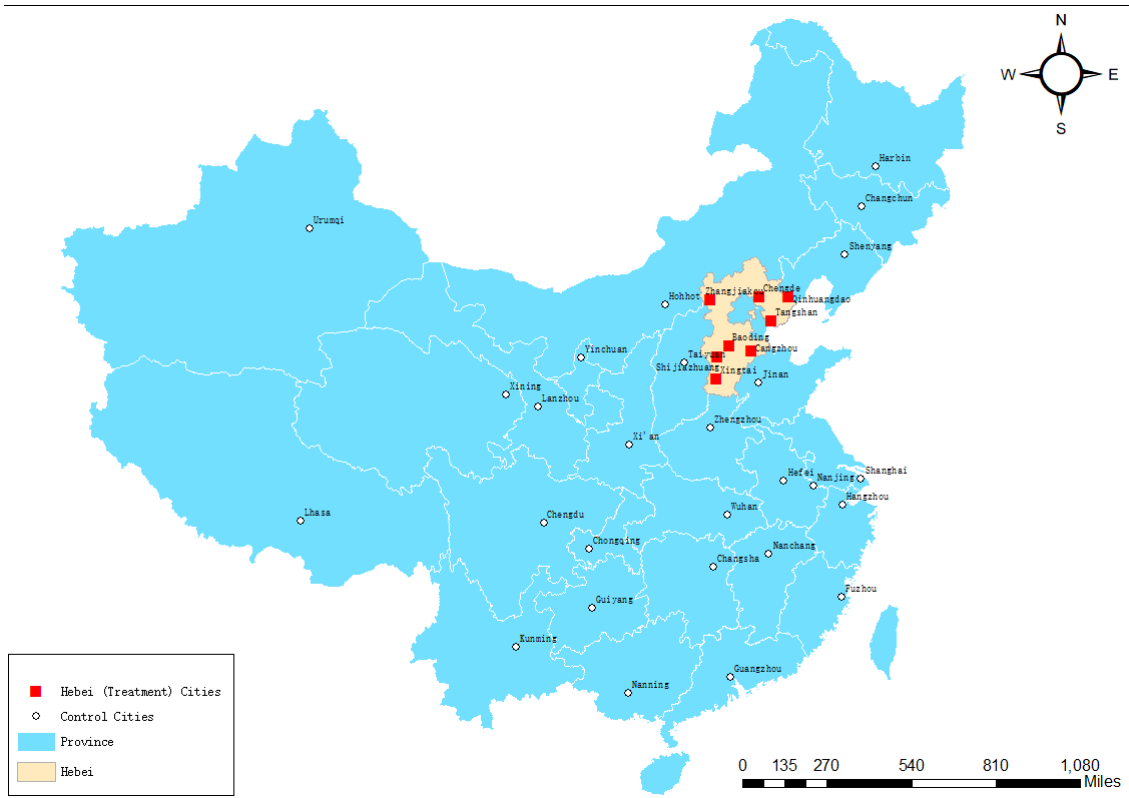 N
W E
S
Harbin
Changchun
Urumqi
Shenyang
Hohhot
Zhangjiakou
Chengde
Qinhuangdao
Tangshan
Baoding
Yinchuan
Taiyuan
Cangzhou
Shijiazhuang
Xingtai
Jinan
Xining
Lanzhou
Zhengzhou
Xi'an
Hefei
Shanghai
Nanjing
Hangzhou
Lhasa
Chengdu
Wuhan
Chongqing
Nanchang
Changsha
Fuzhou
Guiyang
Kunming
Guangzhou
Nanning
Hebei (Treatment) Cities
Control Cities
Province
Hebei
0 135 270 540 810 1,080
Miles